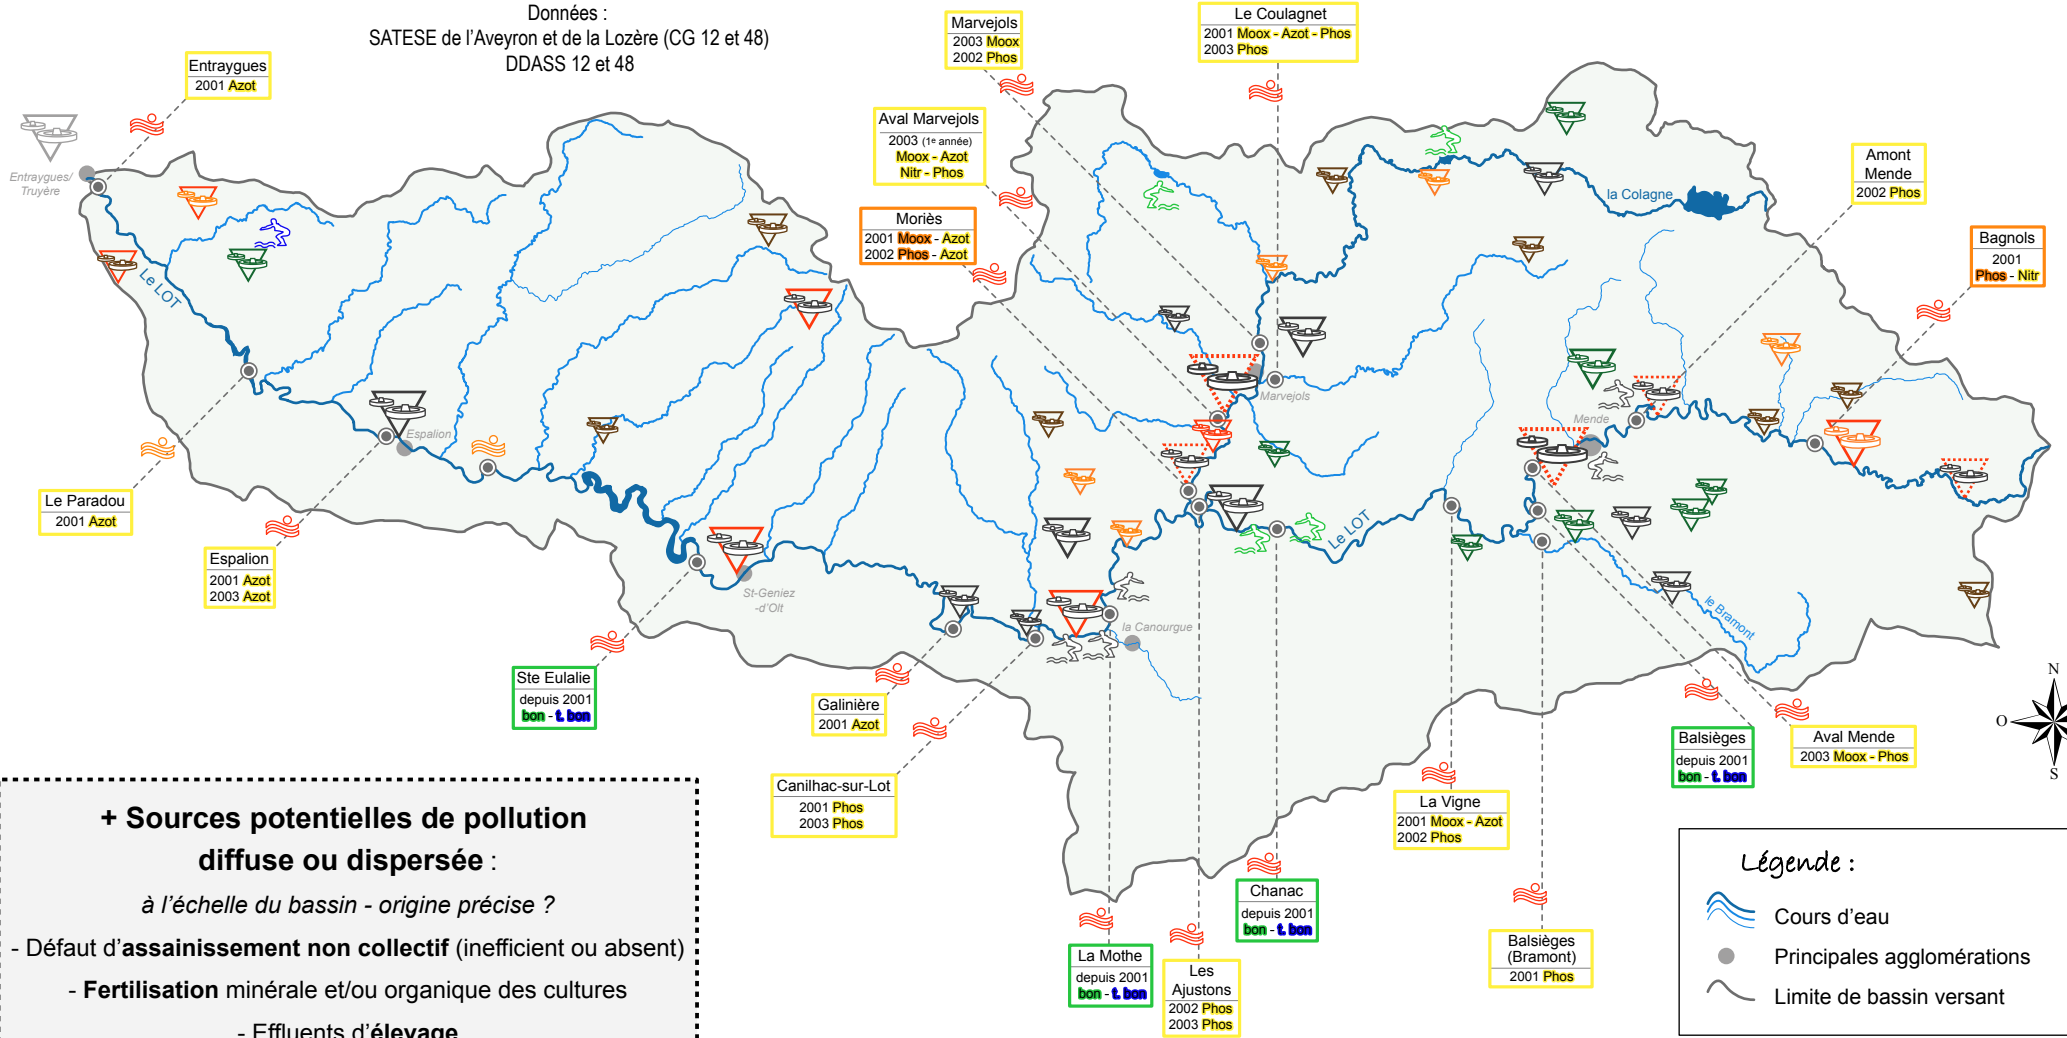 Données :
SATESE de l'Aveyron et de la Lozère (CG 12 et 48)
DDASS 12 et 48
Entraygues
2001 Azot
Entraygues/
Truyère
Marvejols
2003 Moox
2002 Phos
Le Coulagnet
2001 Moox - Azot - Phos
2003 Phos
Aval Marvejols
2003 (1e année)
Moox - Azot
Nitr - Phos
Moriès
2001 Moox - Azot
2002 Phos - Azot
Amont
Mende
2002 Phos
Bagnols
2001
Phos - Nitr
la Colagne
Le LOT
Marvejols
Mende
Espalion
Le Paradou
2001 Azot
Espalion
2001 Azot
2003 Azot
St-Geniez
-d'Olt
la Canourgue
Le LOT
le Bramont
Ste Eulalie
depuis 2001
bon - t. bon
Galinière
2001 Azot
Canilhac-sur-Lot
2001 Phos
2003 Phos
La Mothe
depuis 2001
bon - t. bon
Les
Ajustons
2002 Phos
2003 Phos
Chanac
depuis 2001
bon - t. bon
La Vigne
2001 Moox - Azot
2002 Phos
Balsièges
(Bramont)
2001 Phos
Balsièges
depuis 2001
bon - t. bon
Aval Mende
2003 Moox - Phos
N
O
S
+ Sources potentielles de pollution
diffuse ou dispersée :
à l'échelle du bassin - origine précise ?
- Défaut d'assainissement non collectif (inefficient ou absent)
- Fertilisation minérale et/ou organique des cultures
- Effluents d'élevage
Légende :
Cours d'eau
Principales agglomérations
Limite de bassin versant